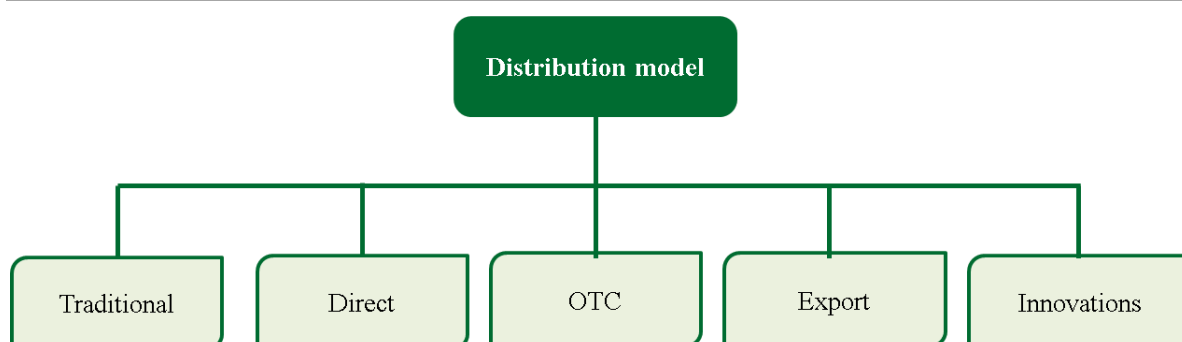 Distribution model
Traditional
Direct
OTC
Export
Innovations